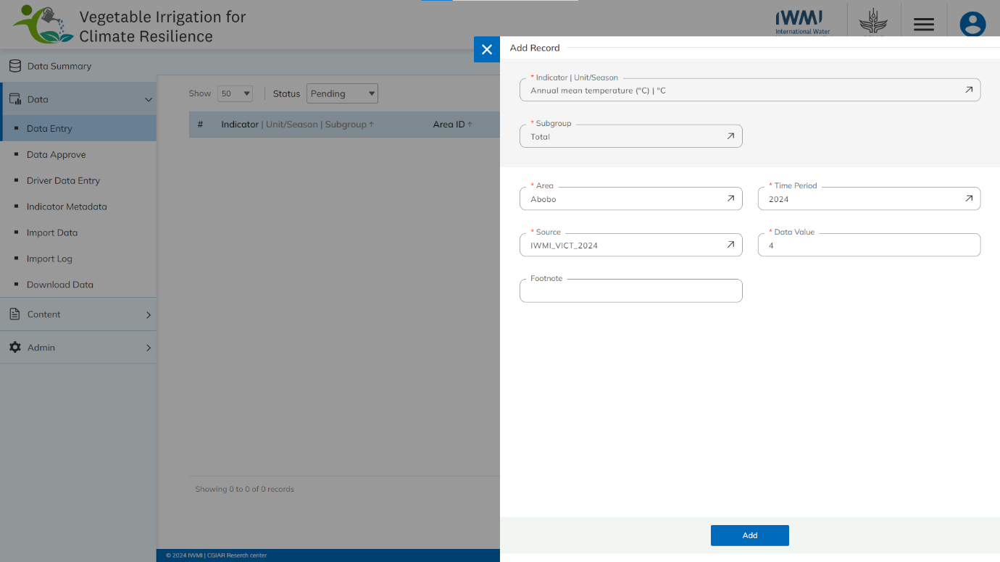 Vegetable Irrigation for
Climate Resilience
IWMI
International Water
Data Summary
Data
Data Entry
Data Approve
Driver Data Entry
Indicator Metadata
Import Data
Import Log
Download Data
Content
Admin
Show 50 Status Pending
# Indicator | Unit/Season | Subgroup ↑ Area ID ↑
Showing 0 to 0 of 0 records
© 2024 IWMI | CGIAR Reserch center
Add Record
* Indicator | Unit/Season
Annual mean temperature (°C) | °C
* Subgroup
Total
* Area
Abobo
* Time Period
2024
* Source
IWMI_VICT_2024
* Data Value
4
Footnote
Add